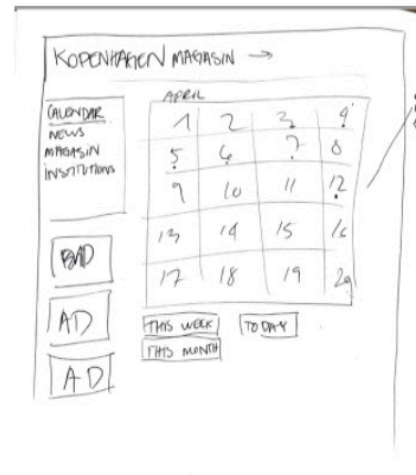 KOPENHAGEN MAGASIN →
CALENDAR
NEWS
MAGASIN
INSTITUTIONS
APRIL
1 2 3 4
5 6 7 8
9 10 11 12
13 14 15 16
17 18 19 20
AD
AD
THIS WEEK TODAY
THIS MONTH